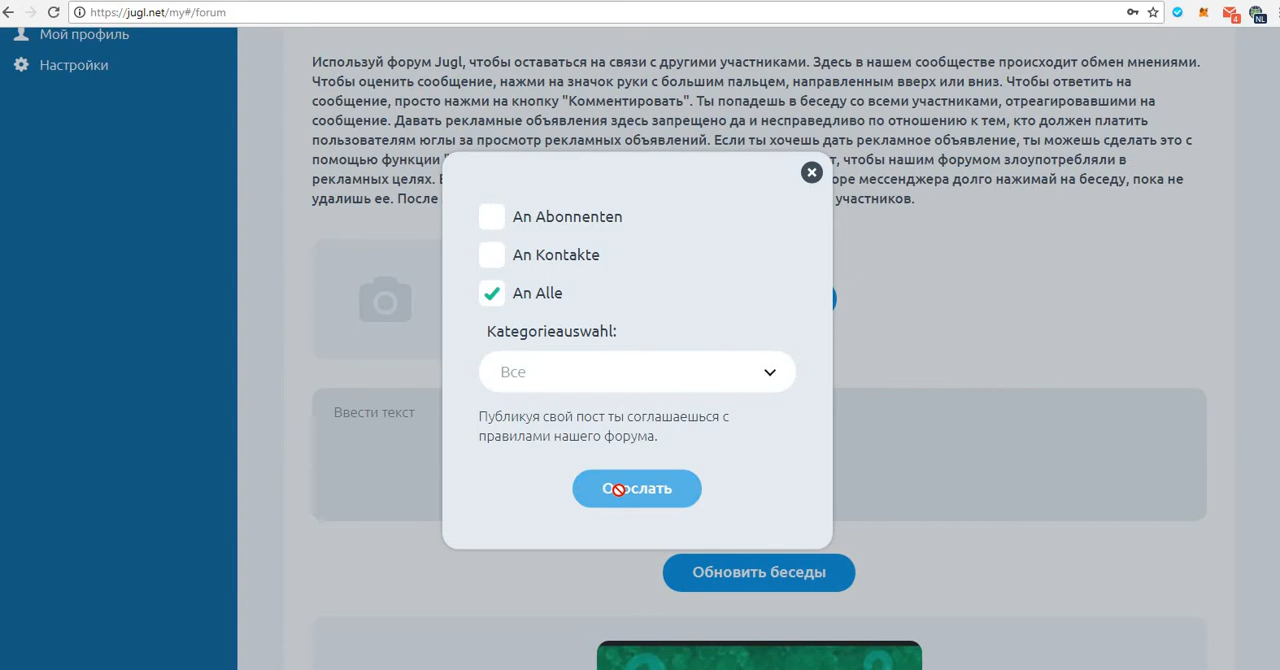 https://jugl.net/my#/forum
4
NL
Мой профиль
Настройки
Используй форум Jugl, чтобы оставаться на связи с другими участниками. Здесь в нашем сообществе происходит обмен мнениями.
Чтобы оценить сообщение, нажми на значок руки с большим пальцем, направленным вверх или вниз. Чтобы ответить на
сообщение, просто нажми на кнопку "Комментировать". Ты попадешь в беседу со всеми участниками, отреагировавшими на
сообщение. Давать рекламные объявления здесь запрещено да и несправедливо по отношению к тем, кто должен платить
пользователям юглы за просмотр рекламных объявлений. Если ты хочешь дать рекламное объявление, ты можешь сделать это с
помощью функции чтобы нашим форумом злоупотребляли в
рекламных целях. мессенджера долго нажимай на беседу, пока не
удалишь ее. После участников.
An Abonnenten
An Kontakte
An Alle
Kategorieauswahl:
Все
Ввести текст
Публикуя свой пост ты соглашаешься с
правилами нашего форума.
Обновить беседы